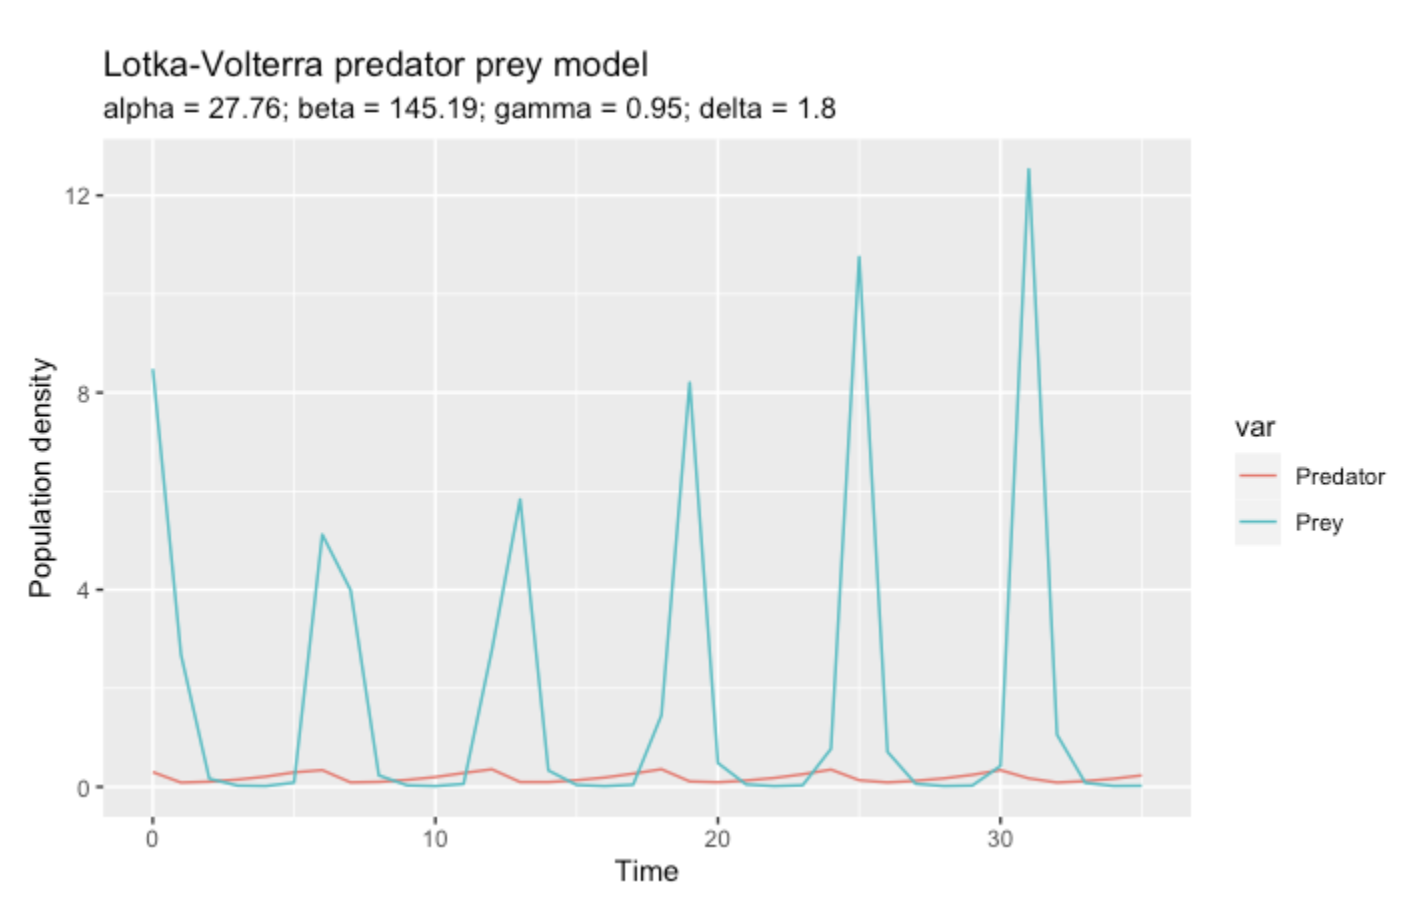 Lotka-Volterra predator prey model
alpha = 27.76; beta = 145.19; gamma = 0.95; delta = 1.8
12
8
4
0
Population density
0 10 20 30
Time
var
Predator
Prey